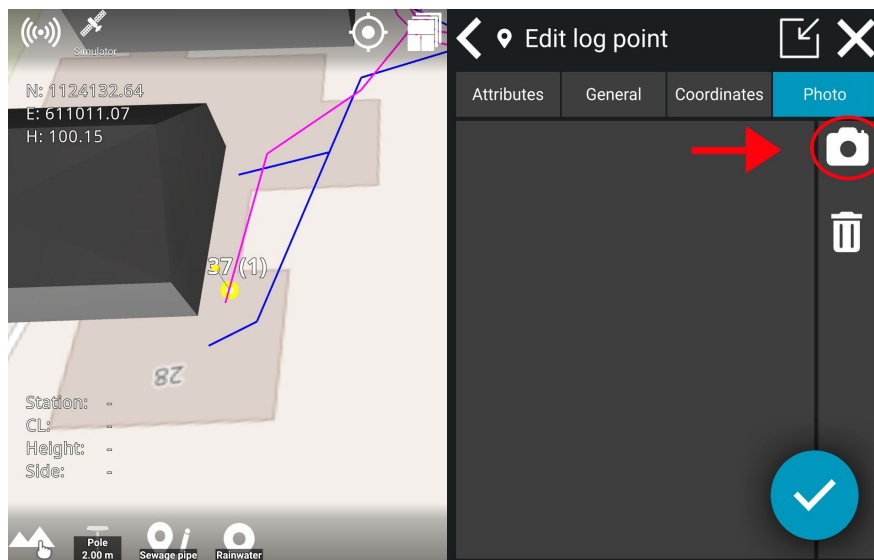 Simulator
N: 1124132.64
E: 611011.07
H: 100.15
37 (1)
28
Station: -
CL: -
Height: -
Side: -
Pole
2.00 m
Sewage pipe
Rainwater
Edit log point
Attributes
General
Coordinates
Photo